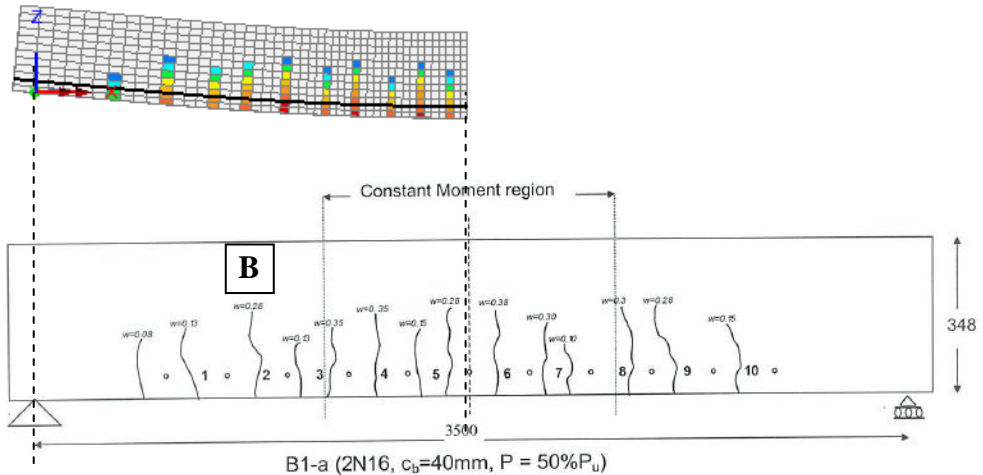 Z
X
Constant Moment region
B
w=0.09
w=0.13
w=0.26
w=0.13
w=0.35
w=0.35
w=0.15
w=0.28
w=0.38
w=0.30
w=0.10
w=0.3
w=0.26
w=0.15
1 2 3 4 5 6 7 8 9 10
348
3500
B1-a (2N16, cb=40mm, P = 50%Pu)